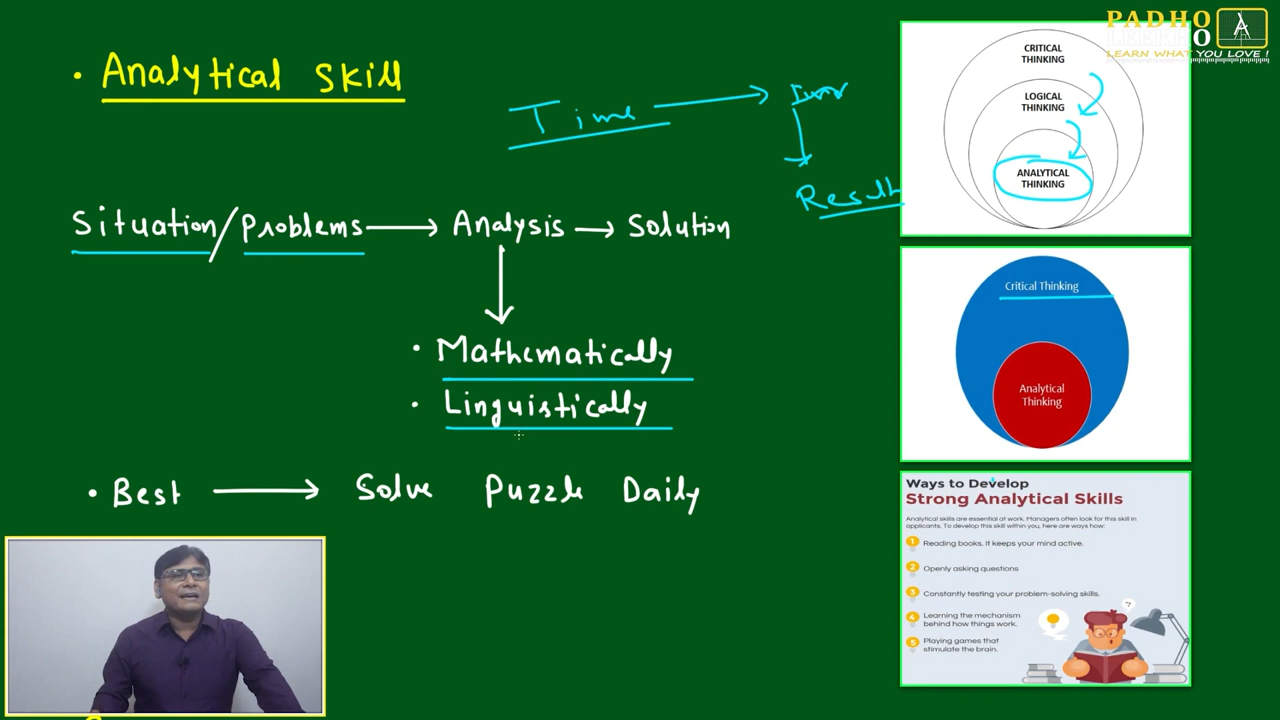 • Analytical Skill
Time
Result
Situation/Problems → Analysis → Solution
• Mathematically
• Linguistically
• Best → Solve Puzzle Daily
PADHO
LEEKHO
LEARN WHAT YOU LOVE !
CRITICAL
THINKING
LOGICAL
THINKING
ANALYTICAL
THINKING
Critical Thinking
Analytical
Thinking
Ways to Develop
Strong Analytical Skills
Analytical skills are essential at work. Managers often look for this skill in
applicants. To develop this skill within you, here are ways how:
1 Reading books. It keeps your mind active.
2 Openly asking questions
3 Constantly testing your problem-solving skills.
4 Learning the mechanism
behind how things work.
5 Playing games that
stimulate the brain.